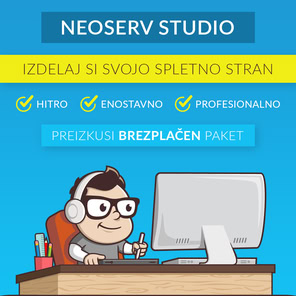 NEOSERV STUDIO
IZDELAJ SI SVOJO SPLETNO STRAN
HITRO ENOSTAVNO PROFESIONALNO
PREIZKUSI BREZPLAČEN PAKET